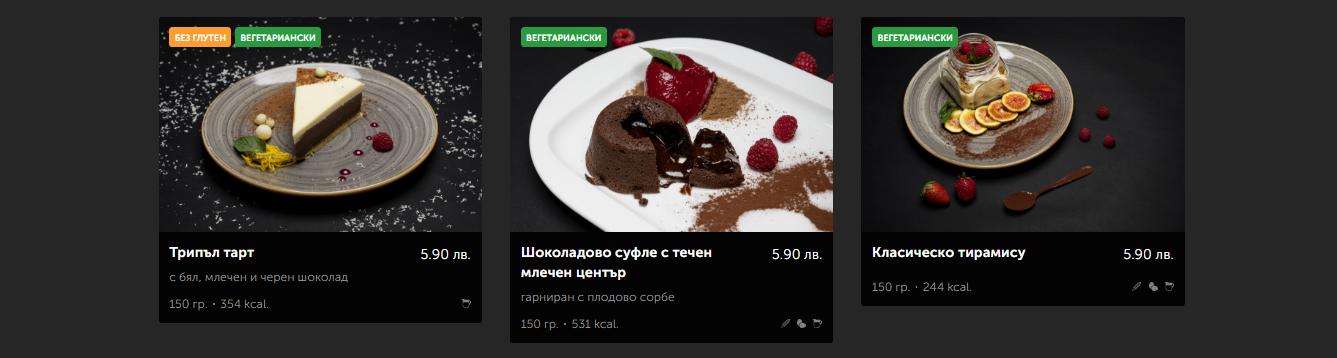 БЕЗ ГЛУТЕН
ВЕГЕТАРИАНСКИ
Трипъл тарт
5.90 лв.
с бял, млечен и черен шоколад
150 гр. · 354 kcal.
ВЕГЕТАРИАНСКИ
Шоколадово суфле с течен
млечен център
5.90 лв.
гарниран с плодово сорбе
150 гр. · 531 kcal.
ВЕГЕТАРИАНСКИ
Класическо тирамису
5.90 лв.
150 гр. · 244 kcal.